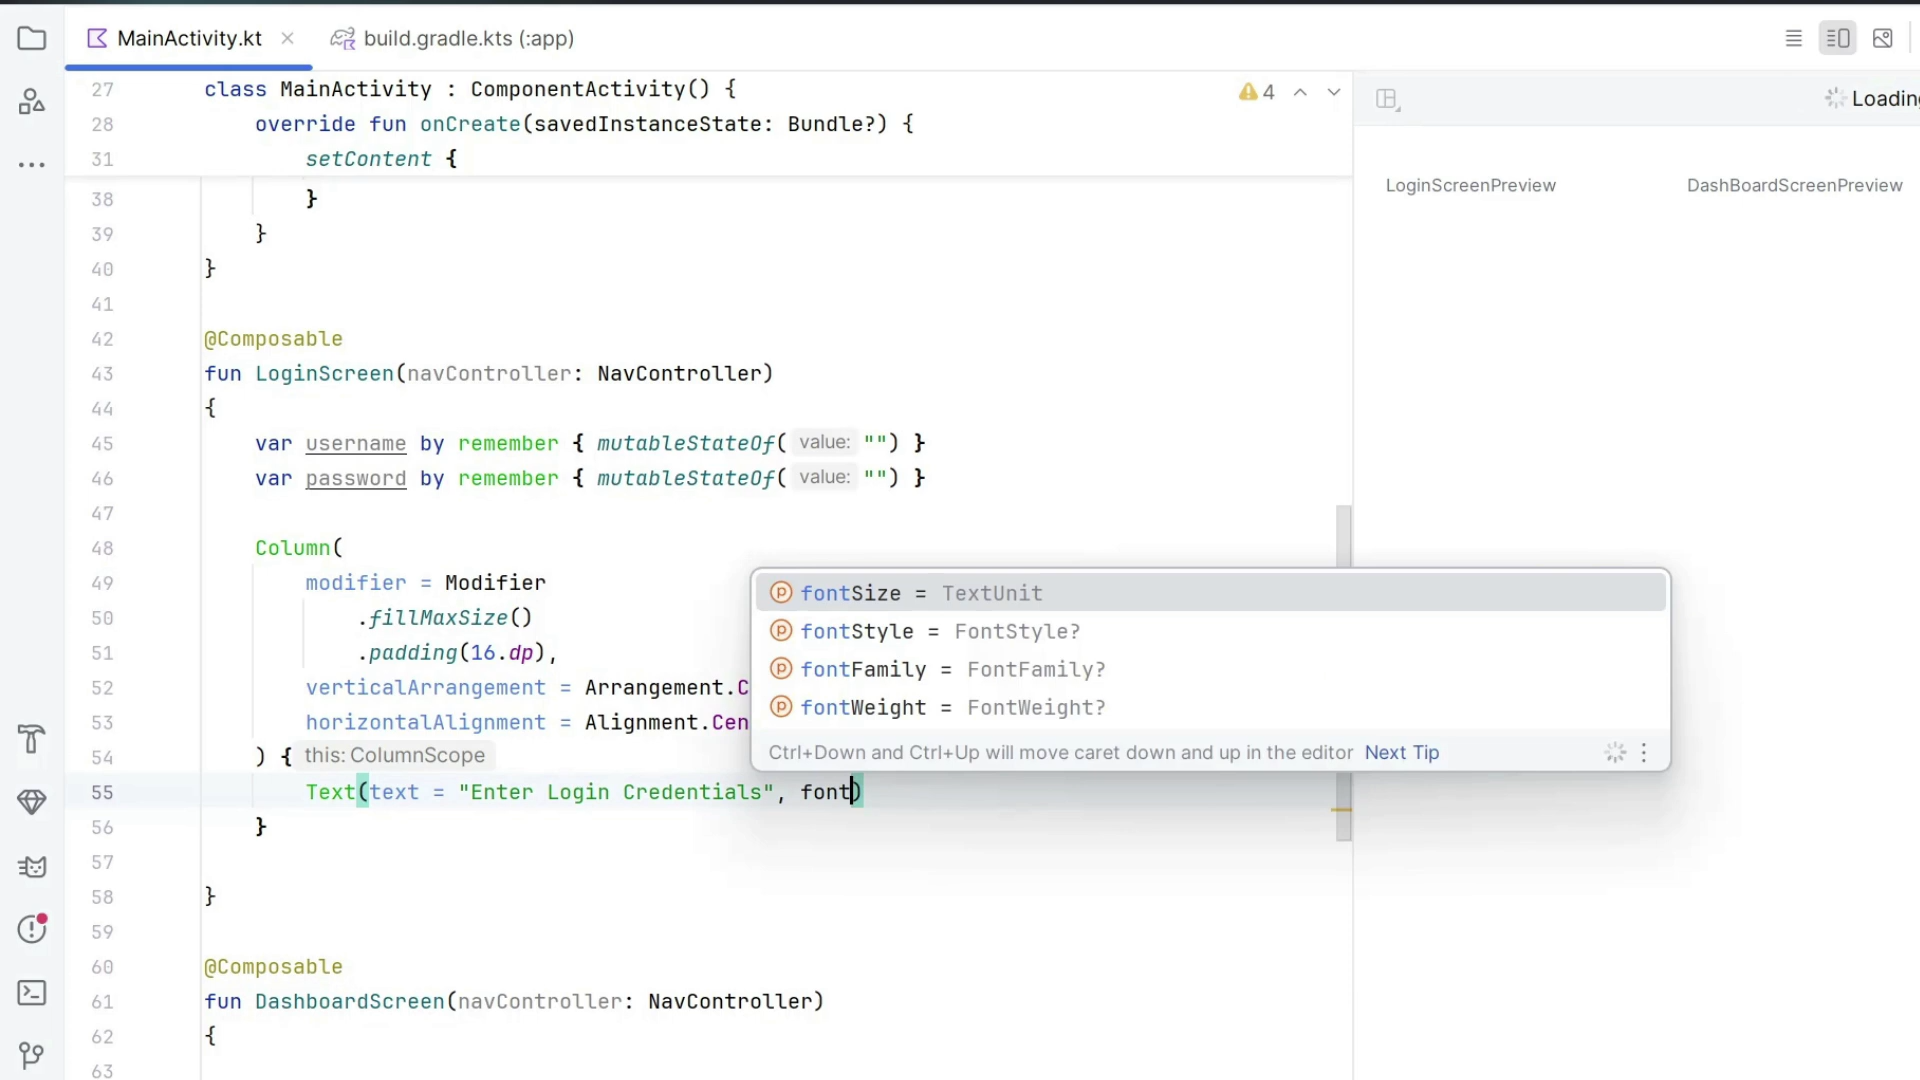 MainActivity.kt
build.gradle.kts (:app)
27 class MainActivity : ComponentActivity() {
4
28 override fun onCreate(savedInstanceState: Bundle?) {
31 setContent {
38 }
39 }
40 }
41
42 @Composable
43 fun LoginScreen(navController: NavController)
44 {
45 var username by remember { mutableStateOf( value: "") }
46 var password by remember { mutableStateOf( value: "") }
47
48 Column(
49 modifier = Modifier
50 .fillMaxSize()
51 .padding(16.dp),
52 verticalArrangement = Arrangement.C
53 horizontalAlignment = Alignment.Cen
54 ) { this: ColumnScope
55 Text(text = "Enter Login Credentials", font)
56 }
57
58 }
59
60 @Composable
61 fun DashboardScreen(navController: NavController)
62 {
63
fontSize = TextUnit
fontStyle = FontStyle?
fontFamily = FontFamily?
fontWeight = FontWeight?
Ctrl+Down and Ctrl+Up will move caret down and up in the editor Next Tip
Loading
LoginScreenPreview
DashBoardScreenPreview